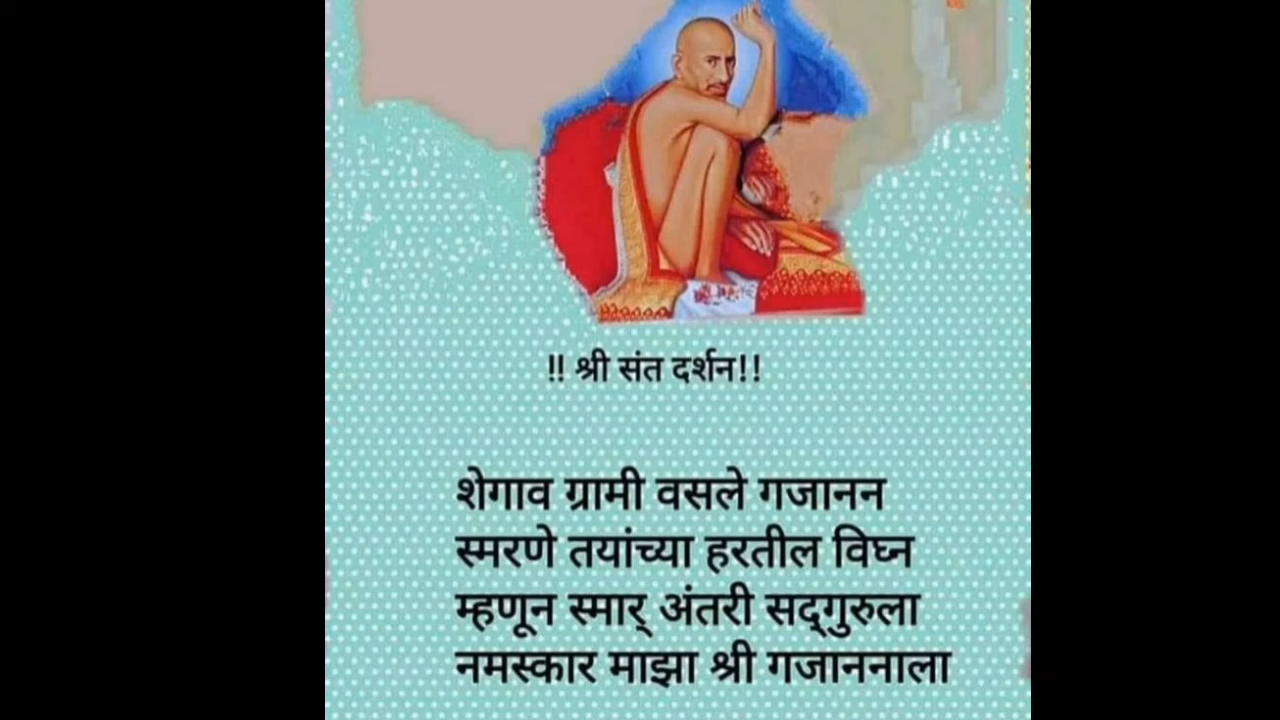 !! श्री संत दर्शन!!
शेगाव ग्रामी वसले गजानन
स्मरणे तयांच्या हरतील विघ्न
म्हणून स्मार् अंतरी सद्‌गुरुला
नमस्कार माझा श्री गजाननाला